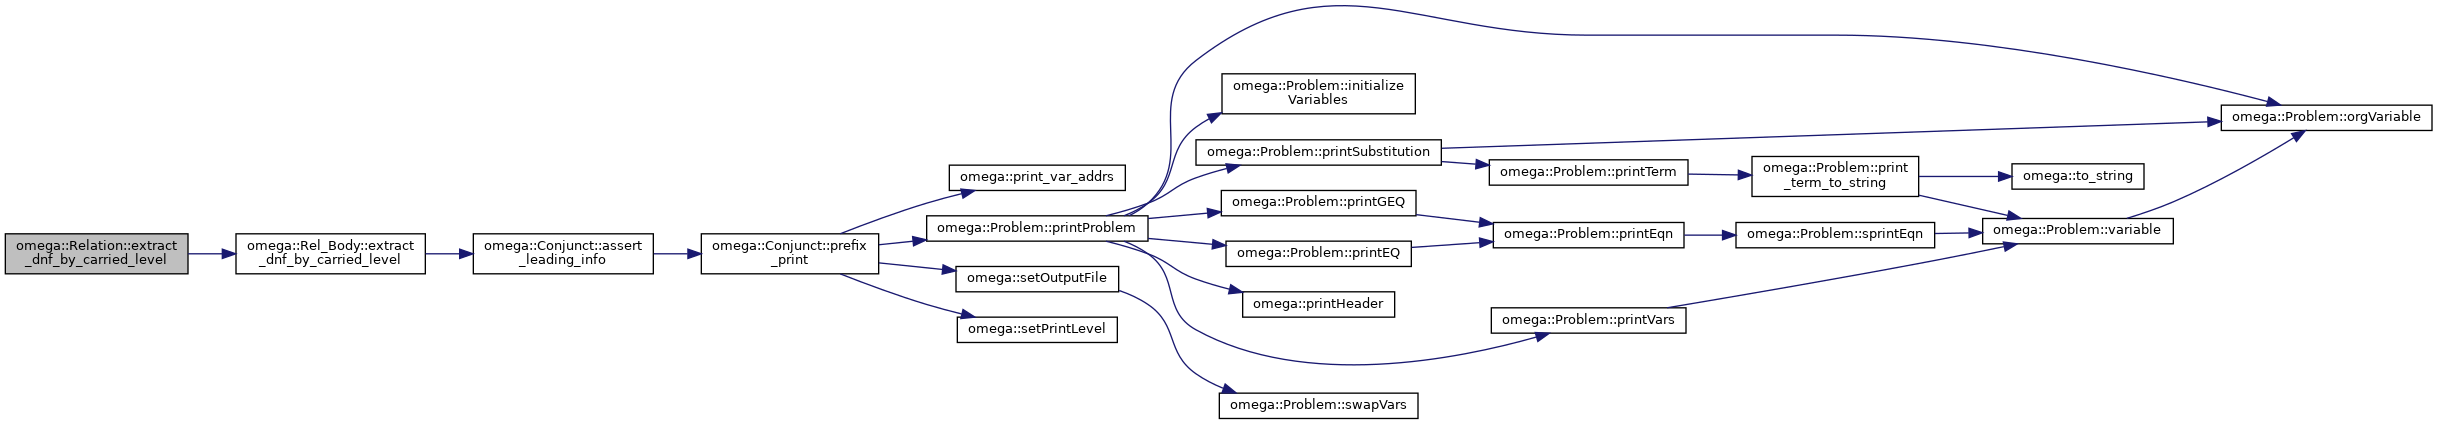 omega::Relation::extract
_dnf_by_carried_level
omega::Rel_Body::extract
_dnf_by_carried_level
omega::Conjunct::assert
_leading_info
omega::Conjunct::prefix
_print
omega::print_var_addrs
omega::Problem::printProblem
omega::setOutputFile
omega::setPrintLevel
omega::Problem::initialize
Variables
omega::Problem::printSubstitution
omega::Problem::printGEQ
omega::Problem::printEQ
omega::printHeader
omega::Problem::swapVars
omega::Problem::printTerm
omega::Problem::printEqn
omega::Problem::printVars
omega::Problem::print
_term_to_string
omega::Problem::sprintEqn
omega::to_string
omega::Problem::variable
omega::Problem::orgVariable